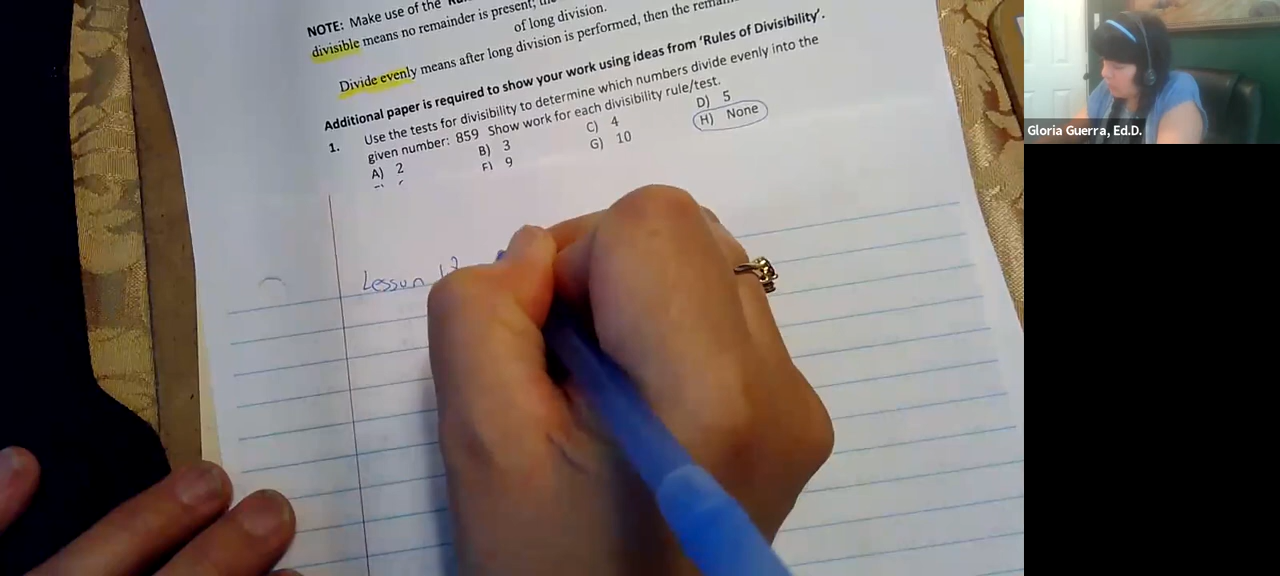 NOTE: Make use of the
divisible means no remainder is present;
of long division.
Divide evenly means after long division is performed, then the
Additional paper is required to show your work using ideas from 'Rules of Divisibility'.
1. Use the tests for divisibility to determine which numbers divide evenly into the
given number: 859 Show work for each divisibility rule/test.
A) 2 B) 3 C) 4 D) 5
F) 9 G) 10 H) None
Lesson
Gloria Guerra, Ed.D.